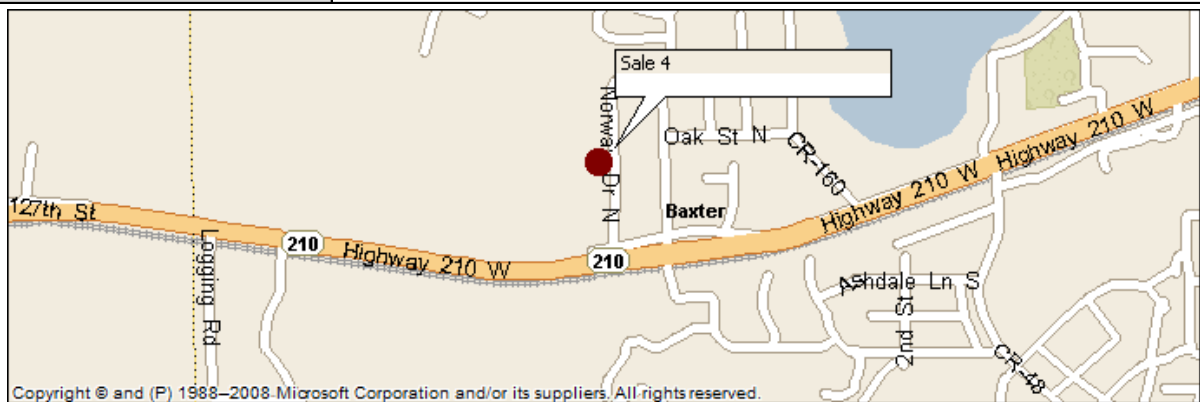 Sale 4
Norway Dr N
Oak St N
CR-160
Highway 210 W
Highway 210 W
Baxter
127th St
210
Highway 210 W
210
Logging Rd
Ashdale Ln S
2nd St
CR-48
Copyright © and (P) 1988–2008 Microsoft Corporation and/or its suppliers. All rights reserved.